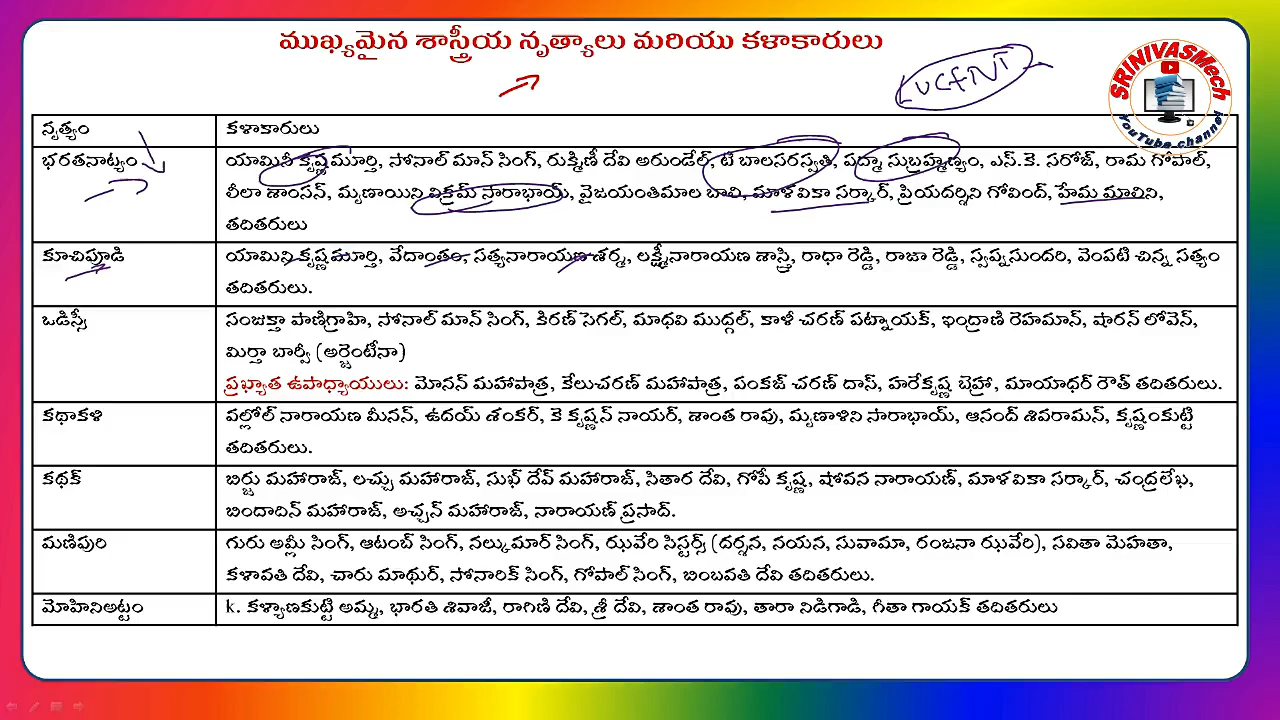 ముఖ్యమైన శాస్త్రీయ నృత్యాలు మరియు కళాకారులు
SRINIVASMech
YouTube channel
నృత్యం కళాకారులు
భరతనాట్యం యామినీ కృష్ణమూర్తి, సోనాల్ మాన్ సింగ్, రుక్మిణీ దేవి అరుండేల్, టి బాలసరస్వతి, పద్మా సుబ్రహ్మణ్యం, ఎస్.కె. సరోజ్, రామ గోపాల్,
లీలా శాంసన్, మృణాయిని విక్రమ్ సారాభాయ్, వైజయంతిమాల బాలి, మాళవికా సర్కార్, ప్రియదర్శిని గోవింద్, హేమ మాలిని,
తదితరులు
కూచిపూడి యామిని కృష్ణమూర్తి, వేదాంతం, సత్యనారాయణ శర్మ, లక్ష్మీనారాయణ శాస్త్రి, రాధా రెడ్డి, రాజా రెడ్డి, స్వప్నసుందరి, వెంపటి చిన్న సత్యం
తదితరులు.
ఒడిస్సీ సంజుక్తా పాణిగ్రాహి, సోనాల్ మాన్ సింగ్, కిరణ్ సెగల్, మాధవి ముద్గల్, కాళీ చరణ్ పట్నాయక్, ఇంద్రాణి రెహమాన్, షారన్ లోవెన్,
మిర్తా బార్వీ (అర్జెంటీనా)
ప్రఖ్యాత ఉపాధ్యాయులు: మోసన్ మహాపాత్ర, కేలుచరణ్ మహాపాత్ర, పంకజ్ చరణ్ దాస్, హరేకృష్ణ బెహ్రా, మాయాధర్ రౌత్ తదితరులు.
కథాకళి వల్లోల్ నారాయణ మీనన్, ఉదయ్ శంకర్, కె కృష్ణన్ నాయర్, శాంత రావు, మృణాళిని సారాభాయ్, ఆనంద్ శివరామన్, కృష్ణంకుట్టి
తదితరులు.
కథక్ బిర్జు మహారాజ్, లచ్చు మహారాజ్, సుఖ్ దేవ్ మహారాజ్, సితార దేవి, గోపీ కృష్ణ, షోవన నారాయణ్, మాళవికా సర్కార్, చంద్రలేఖ,
బిందాదిన్ మహారాజ్, అచ్చన్ మహారాజ్, నారాయణ్ ప్రసాద్.
మణిపురి గురు అమ్లీ సింగ్, ఆటంబ్ సింగ్, నల్కుమార్ సింగ్, ఝవేరి సిస్టర్స్ (దర్శన, నయన, సువామా, రంజనా ఝవేరి), సవితా మెహతా,
కళావతి దేవి, చారు మాథుర్, సోనారిక్ సింగ్, గోపాల్ సింగ్, బింబవతి దేవి తదితరులు.
మోహినిఅట్టం k. కళ్యాణకుట్టి అమ్మ, భారతి శివాజీ, రాగిణి దేవి, శ్రీ దేవి, శాంత రావు, తారా నిడిగాడి, గీతా గాయక్ తదితరులు